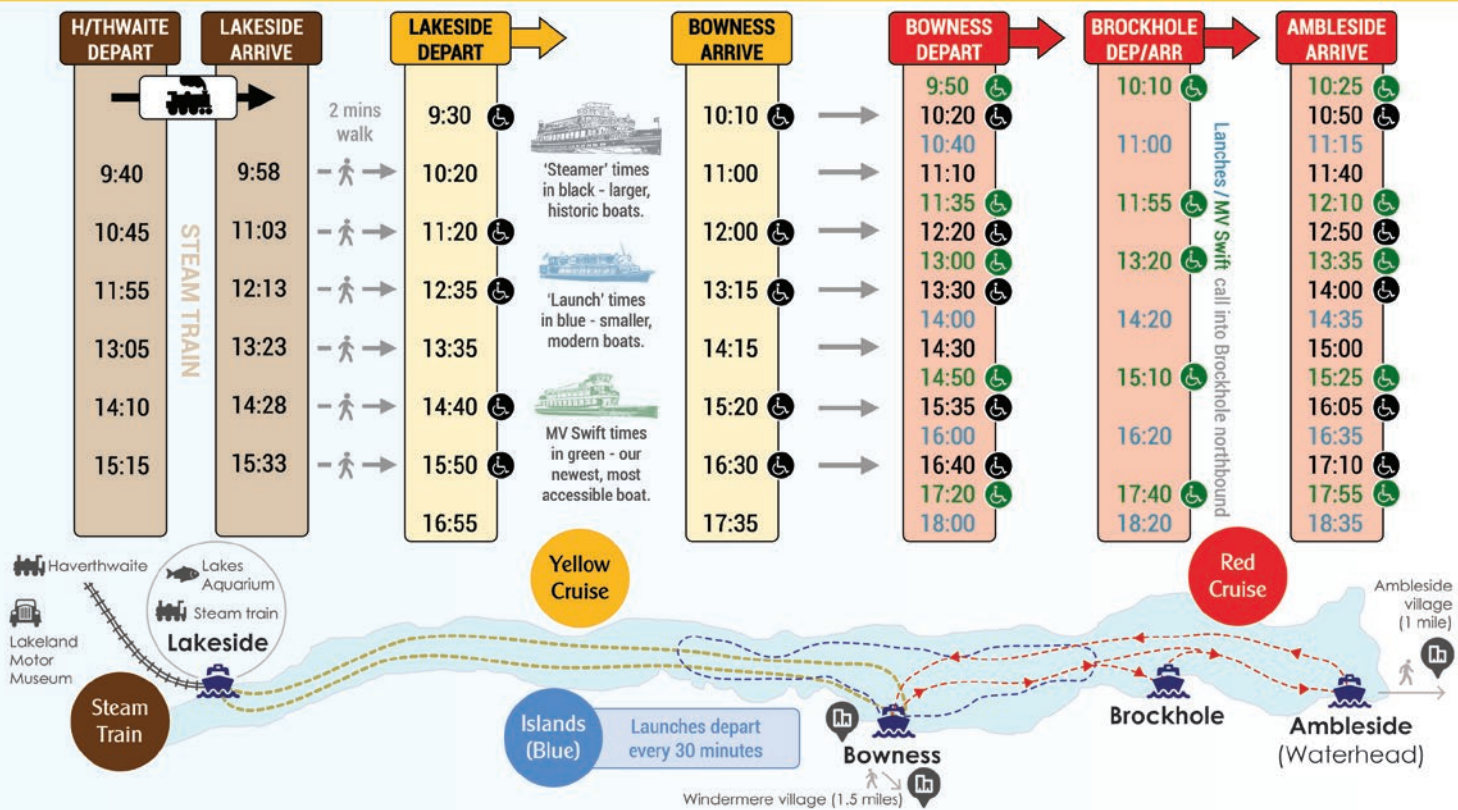 H/THWAITE
DEPART
LAKESIDE
ARRIVE
LAKESIDE
DEPART
BOWNESS
ARRIVE
BOWNESS
DEPART
BROCKHOLE
DEP/ARR
AMBLESIDE
ARRIVE
9:50 10:10 10:25
2 mins
walk
9:30 10:10 10:20 10:50
10:40 11:00 11:15
9:40 9:58 10:20 11:00 11:10 11:40
11:35 11:55 12:10
10:45 11:03 11:20 12:00 12:20 12:50
13:00 13:20 13:35
11:55 12:13 12:35 13:15 13:30 14:00
14:00 14:20 14:35
13:05 13:23 13:35 14:15 14:30 15:00
14:50 15:10 15:25
14:10 14:28 14:40 15:20 15:35 16:05
16:00 16:20 16:35
15:15 15:33 15:50 16:30 16:40 17:10
17:20 17:40 17:55
16:55 17:35 18:00 18:20 18:35
STEAM TRAIN
'Steamer' times
in black - larger,
historic boats.
'Launch' times
in blue - smaller,
modern boats.
MV Swift times
in green - our
newest, most
accessible boat.
Lanches / MV Swift call into Brockhole northbound
Haverthwaite
Lakeland
Motor
Museum
Lakes
Aquarium
Steam train
Lakeside
Steam
Train
Yellow
Cruise
Islands
(Blue)
Launches depart
every 30 minutes
Bowness
Windermere village (1.5 miles)
Red
Cruise
Brockhole
Ambleside
(Waterhead)
Ambleside
village
(1 mile)